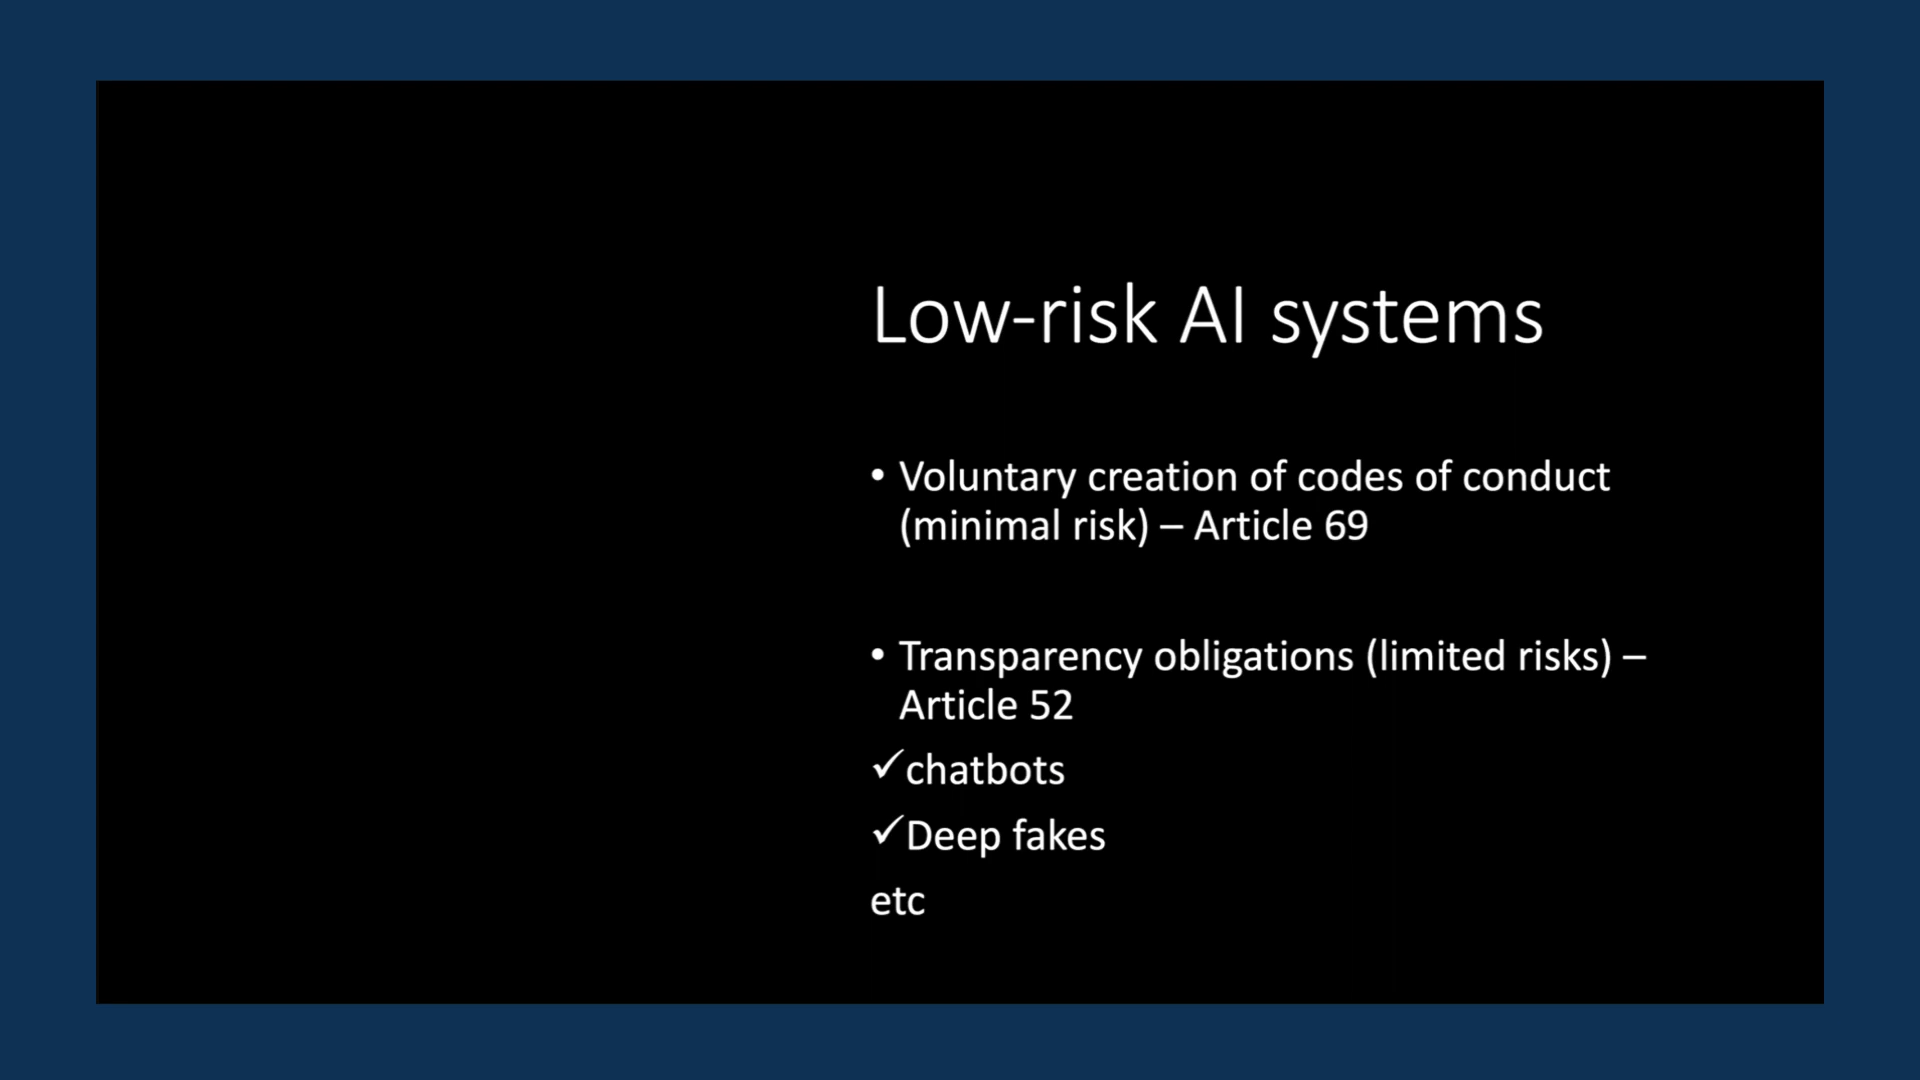 Low-risk AI systems
• Voluntary creation of codes of conduct
(minimal risk) – Article 69
• Transparency obligations (limited risks) –
Article 52
✓chatbots
✓Deep fakes
etc